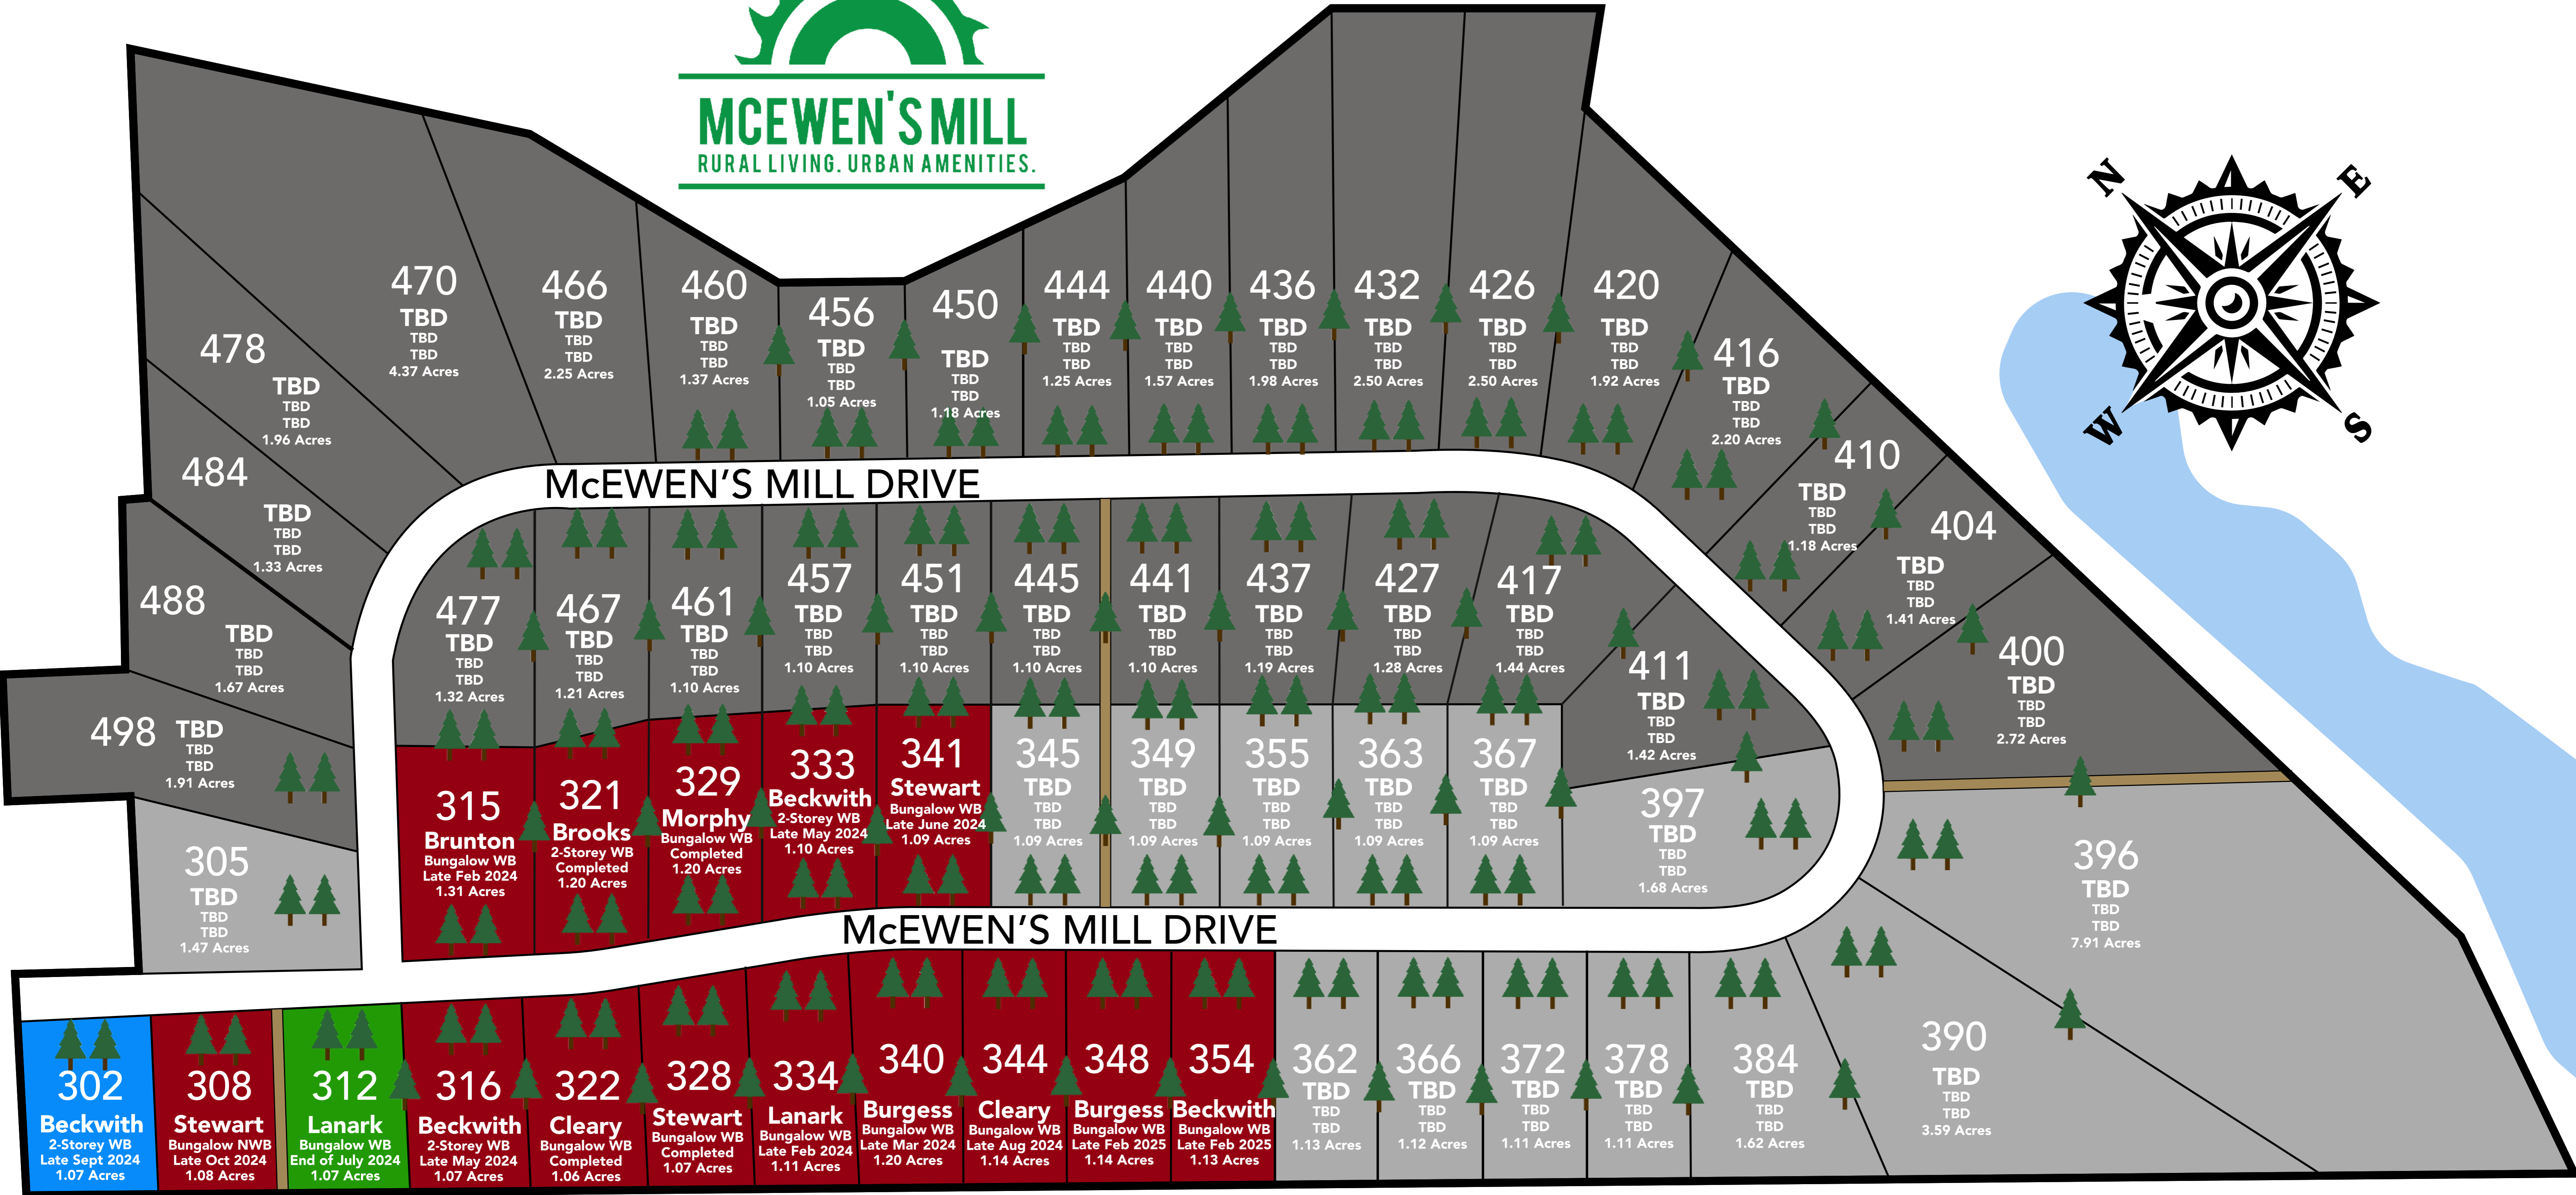 MCEWEN'S MILL
RURAL LIVING. URBAN AMENITIES.
N
E
W
S
470
TBD
TBD
TBD
4.37 Acres
466
TBD
TBD
TBD
2.25 Acres
460
TBD
TBD
TBD
1.37 Acres
456
TBD
TBD
TBD
1.05 Acres
450
TBD
TBD
TBD
1.18 Acres
444
TBD
TBD
TBD
1.25 Acres
440
TBD
TBD
TBD
1.57 Acres
436
TBD
TBD
TBD
1.98 Acres
432
TBD
TBD
TBD
2.50 Acres
426
TBD
TBD
TBD
2.50 Acres
420
TBD
TBD
TBD
1.92 Acres
416
TBD
TBD
TBD
2.20 Acres
410
TBD
TBD
TBD
1.18 Acres
404
TBD
TBD
TBD
1.41 Acres
400
TBD
TBD
TBD
2.72 Acres
478
TBD
TBD
TBD
1.96 Acres
484
TBD
TBD
TBD
1.33 Acres
488
TBD
TBD
TBD
1.67 Acres
498
TBD
TBD
TBD
1.91 Acres
305
TBD
TBD
TBD
1.47 Acres
McEWEN'S MILL DRIVE
477
TBD
TBD
TBD
1.32 Acres
467
TBD
TBD
TBD
1.21 Acres
461
TBD
TBD
TBD
1.10 Acres
457
TBD
TBD
TBD
1.10 Acres
451
TBD
TBD
TBD
1.10 Acres
445
TBD
TBD
TBD
1.10 Acres
441
TBD
TBD
TBD
1.10 Acres
437
TBD
TBD
TBD
1.19 Acres
427
TBD
TBD
TBD
1.28 Acres
417
TBD
TBD
TBD
1.44 Acres
411
TBD
TBD
TBD
1.42 Acres
315
Brunton
Bungalow WB
Late Feb 2024
1.31 Acres
321
Brooks
2-Storey WB
Completed
1.20 Acres
329
Morphy
Bungalow WB
Completed
1.20 Acres
333
Beckwith
2-Storey WB
Late May 2024
1.10 Acres
341
Stewart
Bungalow WB
Late June 2024
1.09 Acres
345
TBD
TBD
TBD
1.09 Acres
349
TBD
TBD
TBD
1.09 Acres
355
TBD
TBD
TBD
1.09 Acres
363
TBD
TBD
TBD
1.09 Acres
367
TBD
TBD
TBD
1.09 Acres
397
TBD
TBD
TBD
1.68 Acres
396
TBD
TBD
TBD
7.91 Acres
McEWEN'S MILL DRIVE
302
Beckwith
2-Storey WB
Late Sept 2024
1.07 Acres
308
Stewart
Bungalow NWB
Late Oct 2024
1.08 Acres
312
Lanark
Bungalow WB
End of July 2024
1.07 Acres
316
Beckwith
2-Storey WB
Late May 2024
1.07 Acres
322
Cleary
Bungalow WB
Completed
1.06 Acres
328
Stewart
Bungalow WB
Completed
1.07 Acres
334
Lanark
Bungalow WB
Late Feb 2024
1.11 Acres
340
Burgess
Bungalow WB
Late Mar 2024
1.20 Acres
344
Cleary
Bungalow WB
Late Aug 2024
1.14 Acres
348
Burgess
Bungalow WB
Late Feb 2025
1.14 Acres
354
Beckwith
Bungalow WB
Late Feb 2025
1.13 Acres
362
TBD
TBD
TBD
1.13 Acres
366
TBD
TBD
TBD
1.12 Acres
372
TBD
TBD
TBD
1.11 Acres
378
TBD
TBD
TBD
1.11 Acres
384
TBD
TBD
TBD
1.62 Acres
390
TBD
TBD
TBD
3.59 Acres